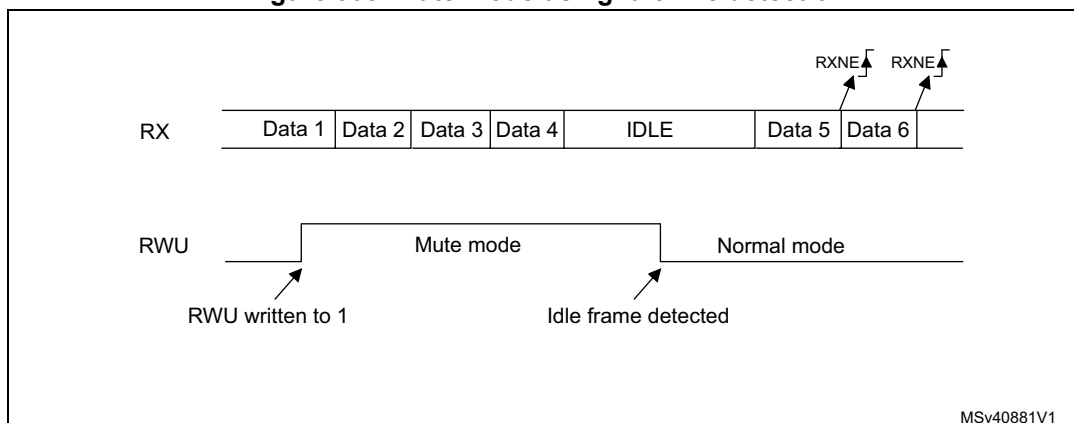 RXNE RXNE
RX Data 1 Data 2 Data 3 Data 4 IDLE Data 5 Data 6
RWU Mute mode Normal mode
RWU written to 1 Idle frame detected
MSv40881V1